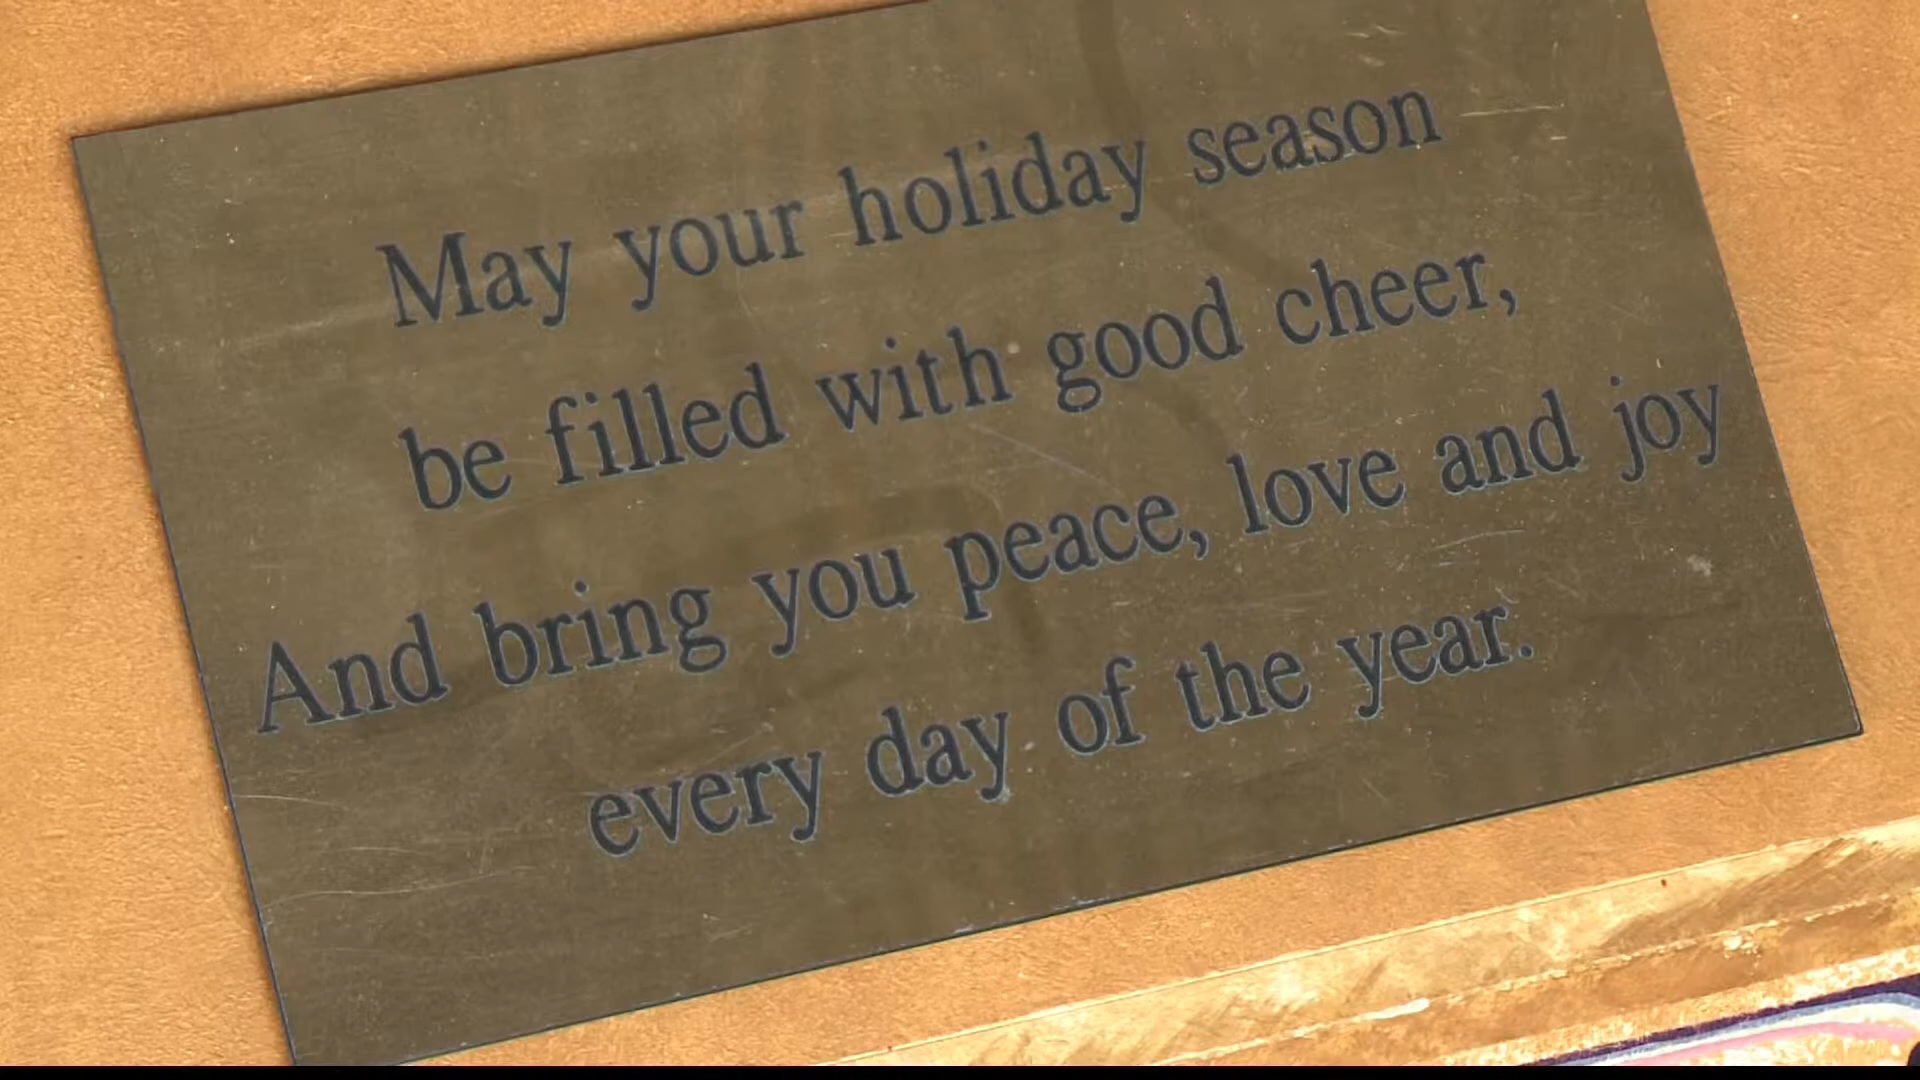 May your holiday season
be filled with good cheer,
And bring you peace, love and joy
every day of the year.